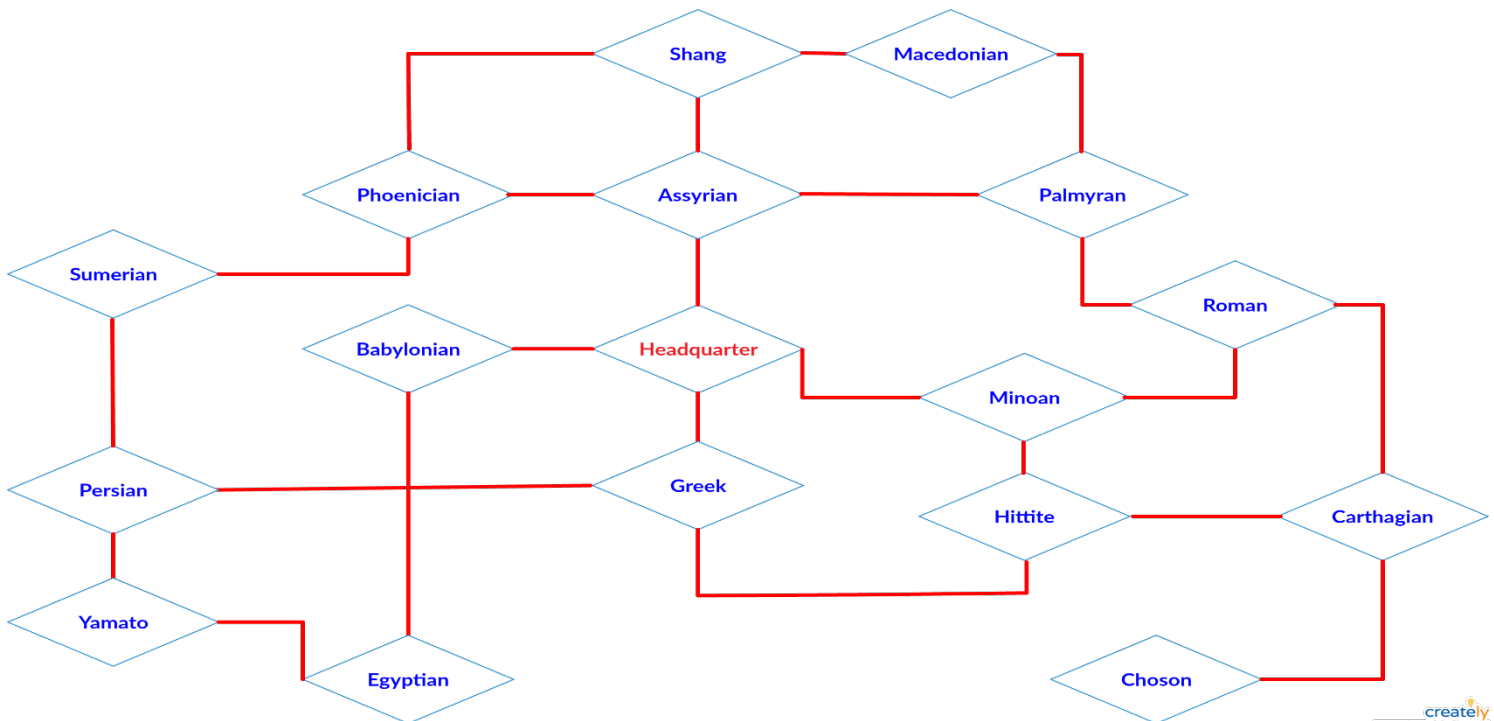 Shang
Macedonian
Phoenician
Assyrian
Palmyran
Sumerian
Roman
Babylonian
Headquarter
Minoan
Persian
Greek
Hittite
Carthagian
Yamato
Egyptian
Choson
creately